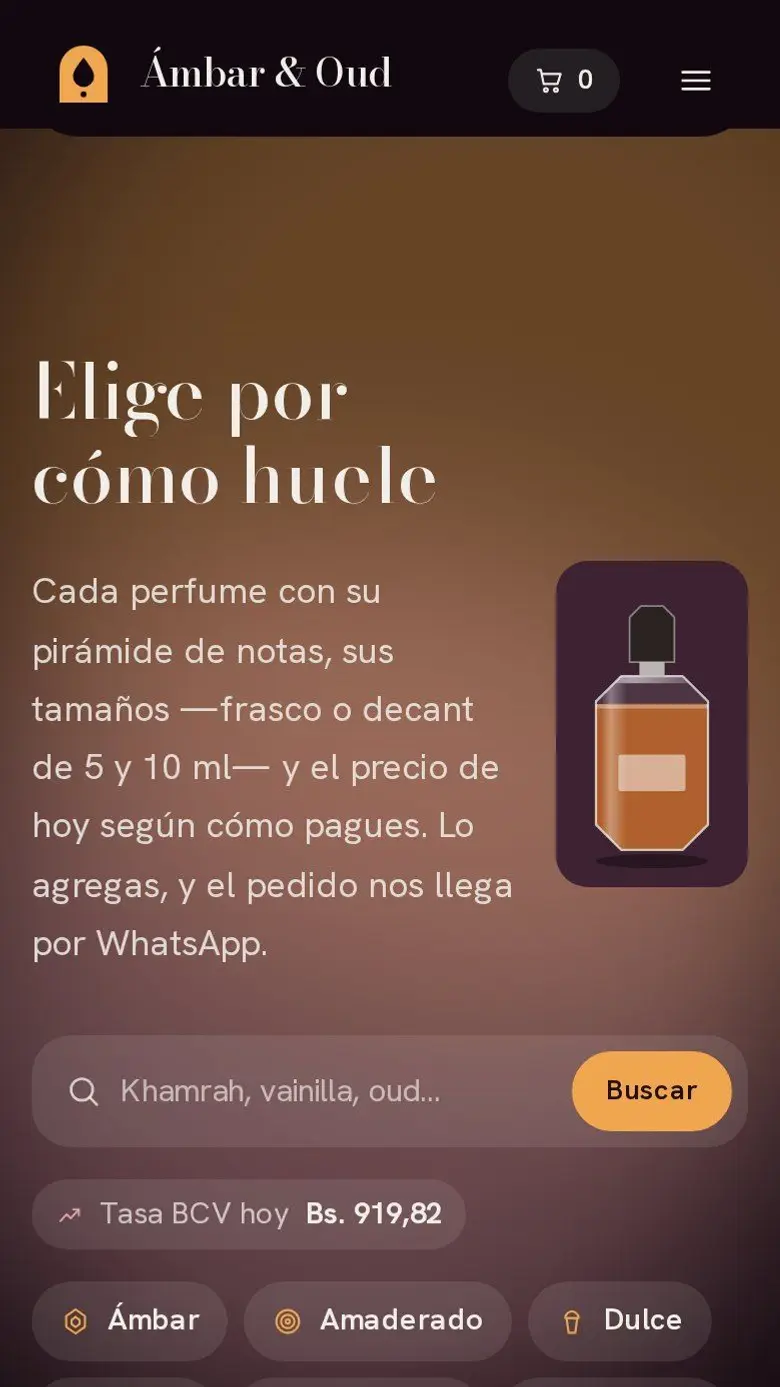 Ámbar & Oud
0
Elige por
cómo huele
Cada perfume con su
pirámide de notas, sus
tamaños —frasco o decant
de 5 y 10 ml— y el precio de
hoy según cómo pagues. Lo
agregas, y el pedido nos llega
por WhatsApp.
Khamrah, vainilla, oud...
Buscar
Tasa BCV hoy Bs. 919,82
Ámbar
Amaderado
Dulce